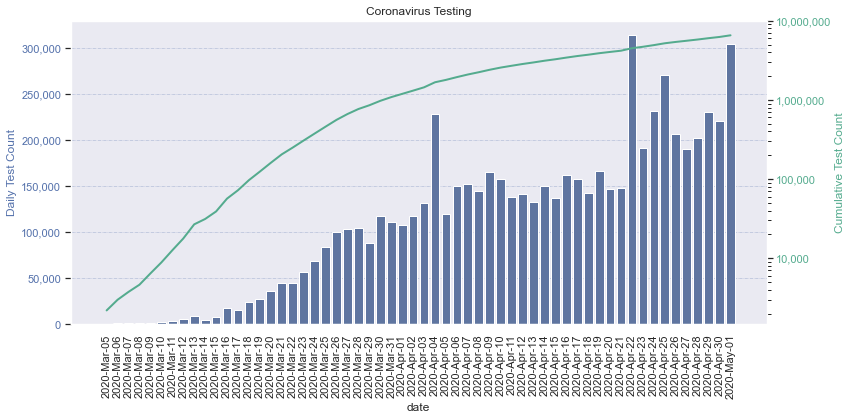 Coronavirus Testing
Daily Test Count
300,000
250,000
200,000
150,000
100,000
50,000
0
10,000,000
1,000,000
100,000
10,000
Cumulative Test Count
2020-Mar-05
2020-Mar-06
2020-Mar-07
2020-Mar-08
2020-Mar-09
2020-Mar-10
2020-Mar-11
2020-Mar-12
2020-Mar-13
2020-Mar-14
2020-Mar-15
2020-Mar-16
2020-Mar-17
2020-Mar-18
2020-Mar-19
2020-Mar-20
2020-Mar-21
2020-Mar-22
2020-Mar-23
2020-Mar-24
2020-Mar-25
2020-Mar-26
2020-Mar-27
2020-Mar-28
2020-Mar-29
2020-Mar-30
2020-Mar-31
2020-Apr-01
2020-Apr-02
2020-Apr-03
2020-Apr-04
2020-Apr-05
2020-Apr-06
2020-Apr-07
2020-Apr-08
2020-Apr-09
2020-Apr-10
2020-Apr-11
2020-Apr-12
2020-Apr-13
2020-Apr-14
2020-Apr-15
2020-Apr-16
2020-Apr-17
2020-Apr-18
2020-Apr-19
2020-Apr-20
2020-Apr-21
2020-Apr-22
2020-Apr-23
2020-Apr-24
2020-Apr-25
2020-Apr-26
2020-Apr-27
2020-Apr-28
2020-Apr-29
2020-Apr-30
2020-May-01
date